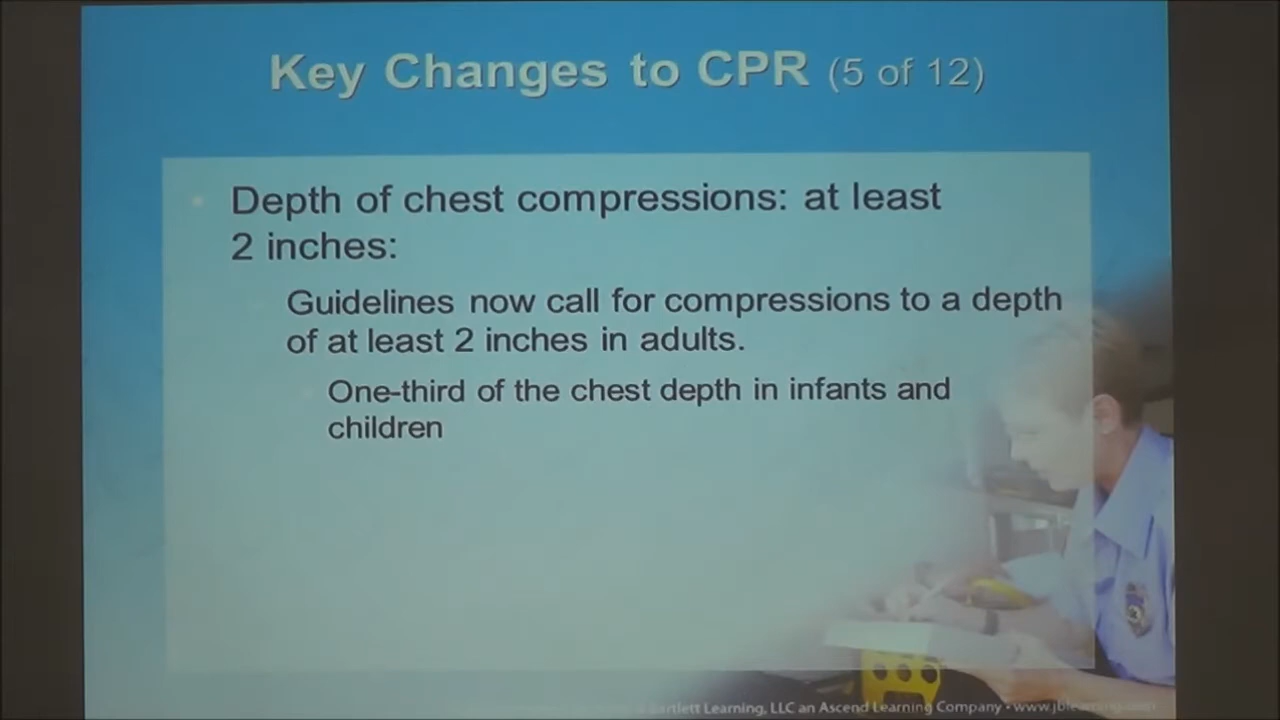 Key Changes to CPR (5 of 12)
Depth of chest compressions: at least
2 inches:
Guidelines now call for compressions to a depth
of at least 2 inches in adults.
One-third of the chest depth in infants and
children
Learning, LLC an Ascend Learning Company •